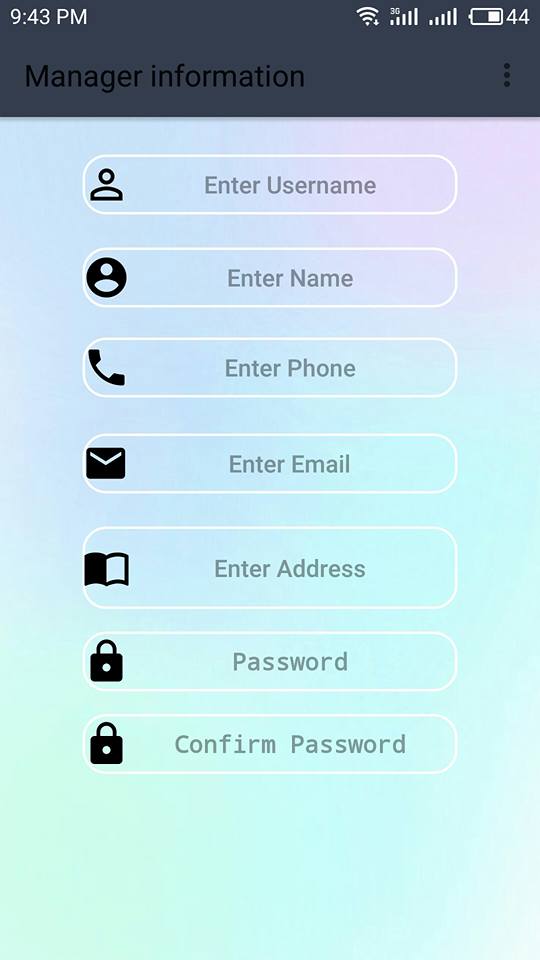 9:43 PM 3G 44
Manager information
Enter Username
Enter Name
Enter Phone
Enter Email
Enter Address
Password
Confirm Password